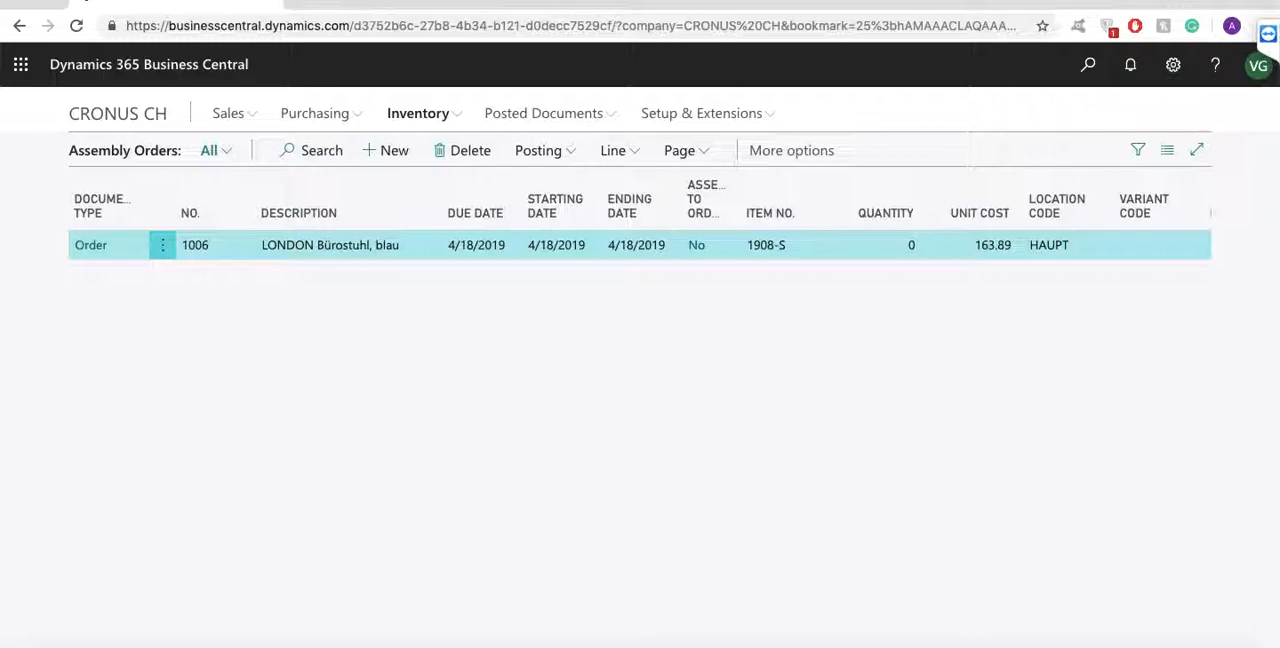 https://businesscentral.dynamics.com/d3752b6c-27b8-4b34-b121-d0decc7529cf/?company=CRONUS%20CH&bookmark=25%3bhAMAAACLAQAAA...
1
A
Dynamics 365 Business Central
?
VG
CRONUS CH
Sales
Purchasing
Inventory
Posted Documents
Setup & Extensions
Assembly Orders: All
Search
+ New
Delete
Posting
Line
Page
More options
DOCUME... TYPE
NO.
DESCRIPTION
DUE DATE
STARTING DATE
ENDING DATE
ASSE... TO ORD...
ITEM NO.
QUANTITY
UNIT COST
LOCATION CODE
VARIANT CODE
Order 1006 LONDON Bürostuhl, blau 4/18/2019 4/18/2019 4/18/2019 No 1908-S 0 163.89 HAUPT